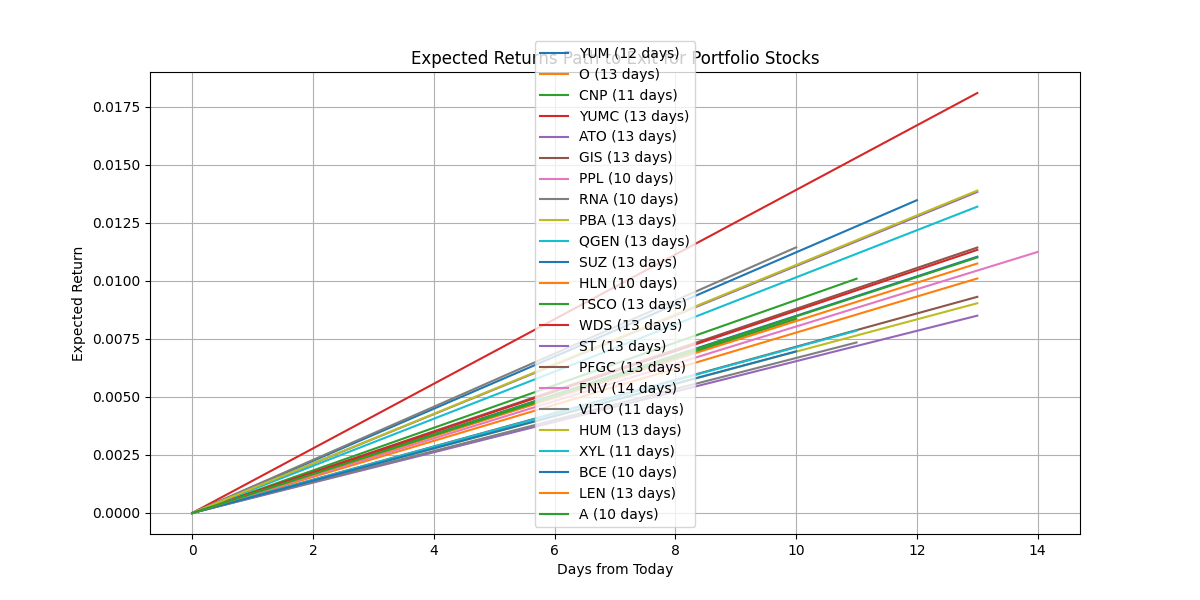 Expected Returns Path to Exit for Portfolio Stocks
YUM (12 days)
O (13 days)
CNP (11 days)
YUMC (13 days)
ATO (13 days)
GIS (13 days)
PPL (10 days)
RNA (10 days)
PBA (13 days)
QGEN (13 days)
SUZ (13 days)
HLN (10 days)
TSCO (13 days)
WDS (13 days)
ST (13 days)
PFGC (13 days)
FNV (14 days)
VLTO (11 days)
HUM (13 days)
XYL (11 days)
BCE (10 days)
LEN (13 days)
A (10 days)
Expected Return
0.0175
0.0150
0.0125
0.0100
0.0075
0.0050
0.0025
0.0000
0 2 4 6 8 10 12 14
Days from Today